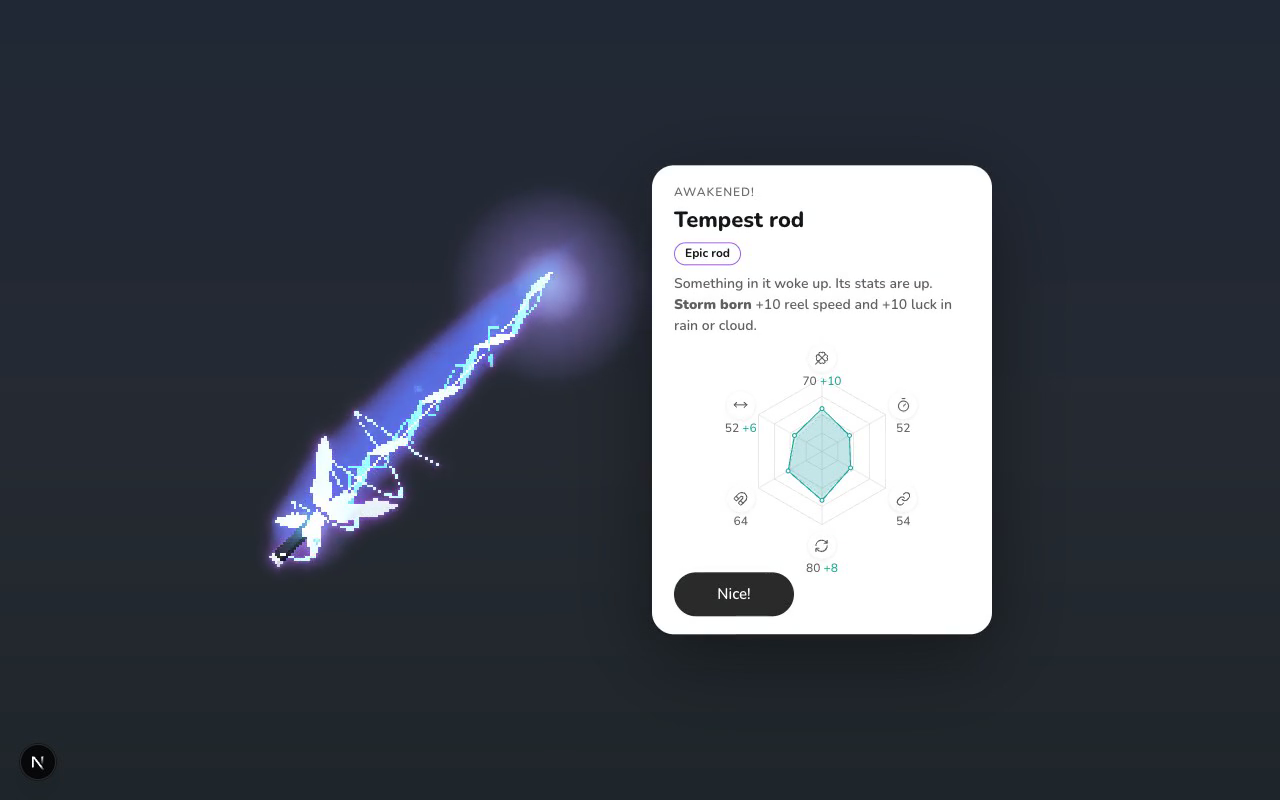 AWAKENED!
Tempest rod
Epic rod
Something in it woke up. Its stats are up.
Storm born +10 reel speed and +10 luck in
rain or cloud.
70 +10
52 +6
52
64
54
80 +8
Nice!
N